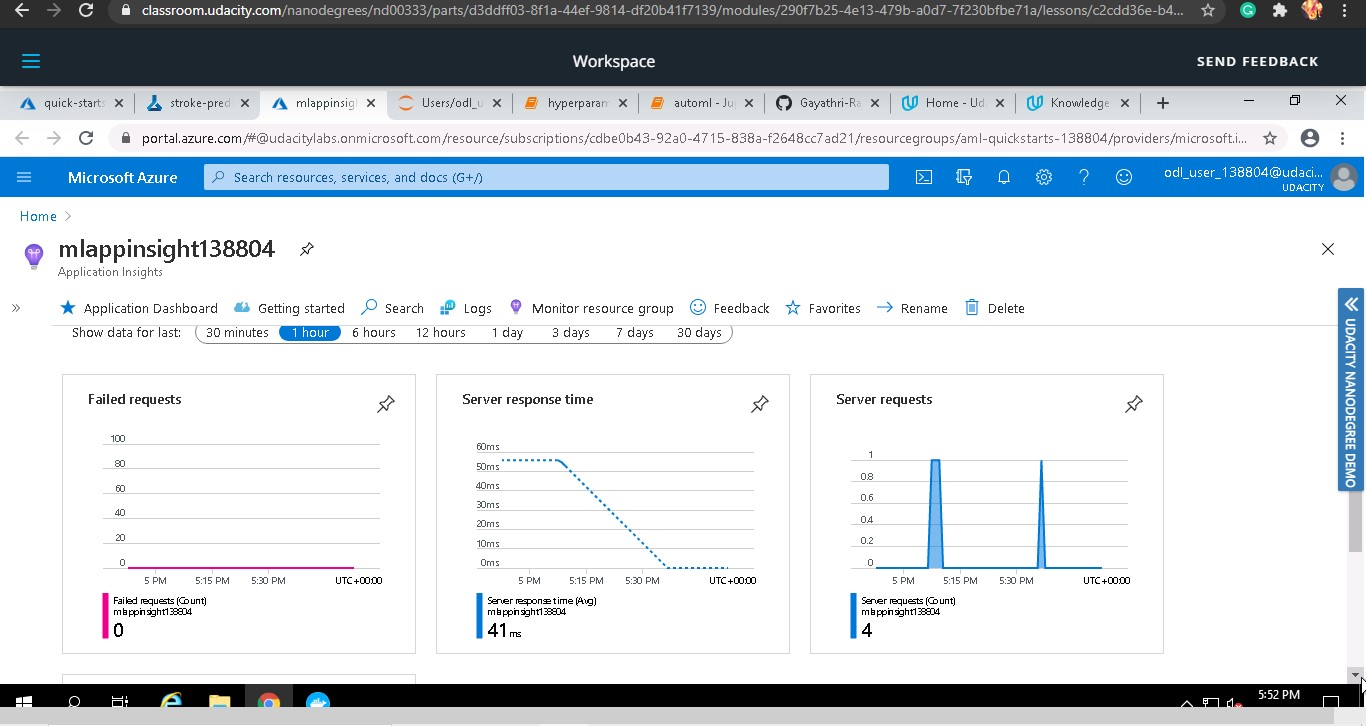 classroom.udacity.com/nanodegrees/nd00333/parts/d3ddff03-8f1a-44ef-9814-df20b41f7139/modules/290f7b25-4e13-479b-a0d7-7f230bfbe71a/lessons/c2cdd36e-b4...
Workspace
SEND FEEDBACK
quick-starts
stroke-pred
mlappinsigh
Users/odl_u
hyperparam
automl - Ju
Gayathri-Ra
Home - Ud
Knowledge
portal.azure.com/#@udacitylabs.onmicrosoft.com/resource/subscriptions/cdbe0b43-92a0-4715-838a-f2648cc7ad21/resourcegroups/aml-quickstarts-138804/providers/microsoft.i...
Microsoft Azure
Search resources, services, and docs (G+/)
odl_user_138804@udaci...
UDACITY
Home >
mlappinsight138804
Application Insights
Application Dashboard
Getting started
Search
Logs
Monitor resource group
Feedback
Favorites
Rename
Delete
Show data for last:
30 minutes
1 hour
6 hours
12 hours
1 day
3 days
7 days
30 days
UDACITY NANODEGREE DEMO
Failed requests
100
80
60
40
20
0
5 PM
5:15 PM
5:30 PM
UTC+00:00
Failed requests (Count)
mlappinsight138804
0
Server response time
60ms
50ms
40ms
30ms
20ms
10ms
0ms
5 PM
5:15 PM
5:30 PM
UTC+00:00
Server response time (Avg)
mlappinsight138804
41 ms
Server requests
1
0.8
0.6
0.4
0.2
0
5 PM
5:15 PM
5:30 PM
UTC+00:00
Server requests (Count)
mlappinsight138804
4
5:52 PM